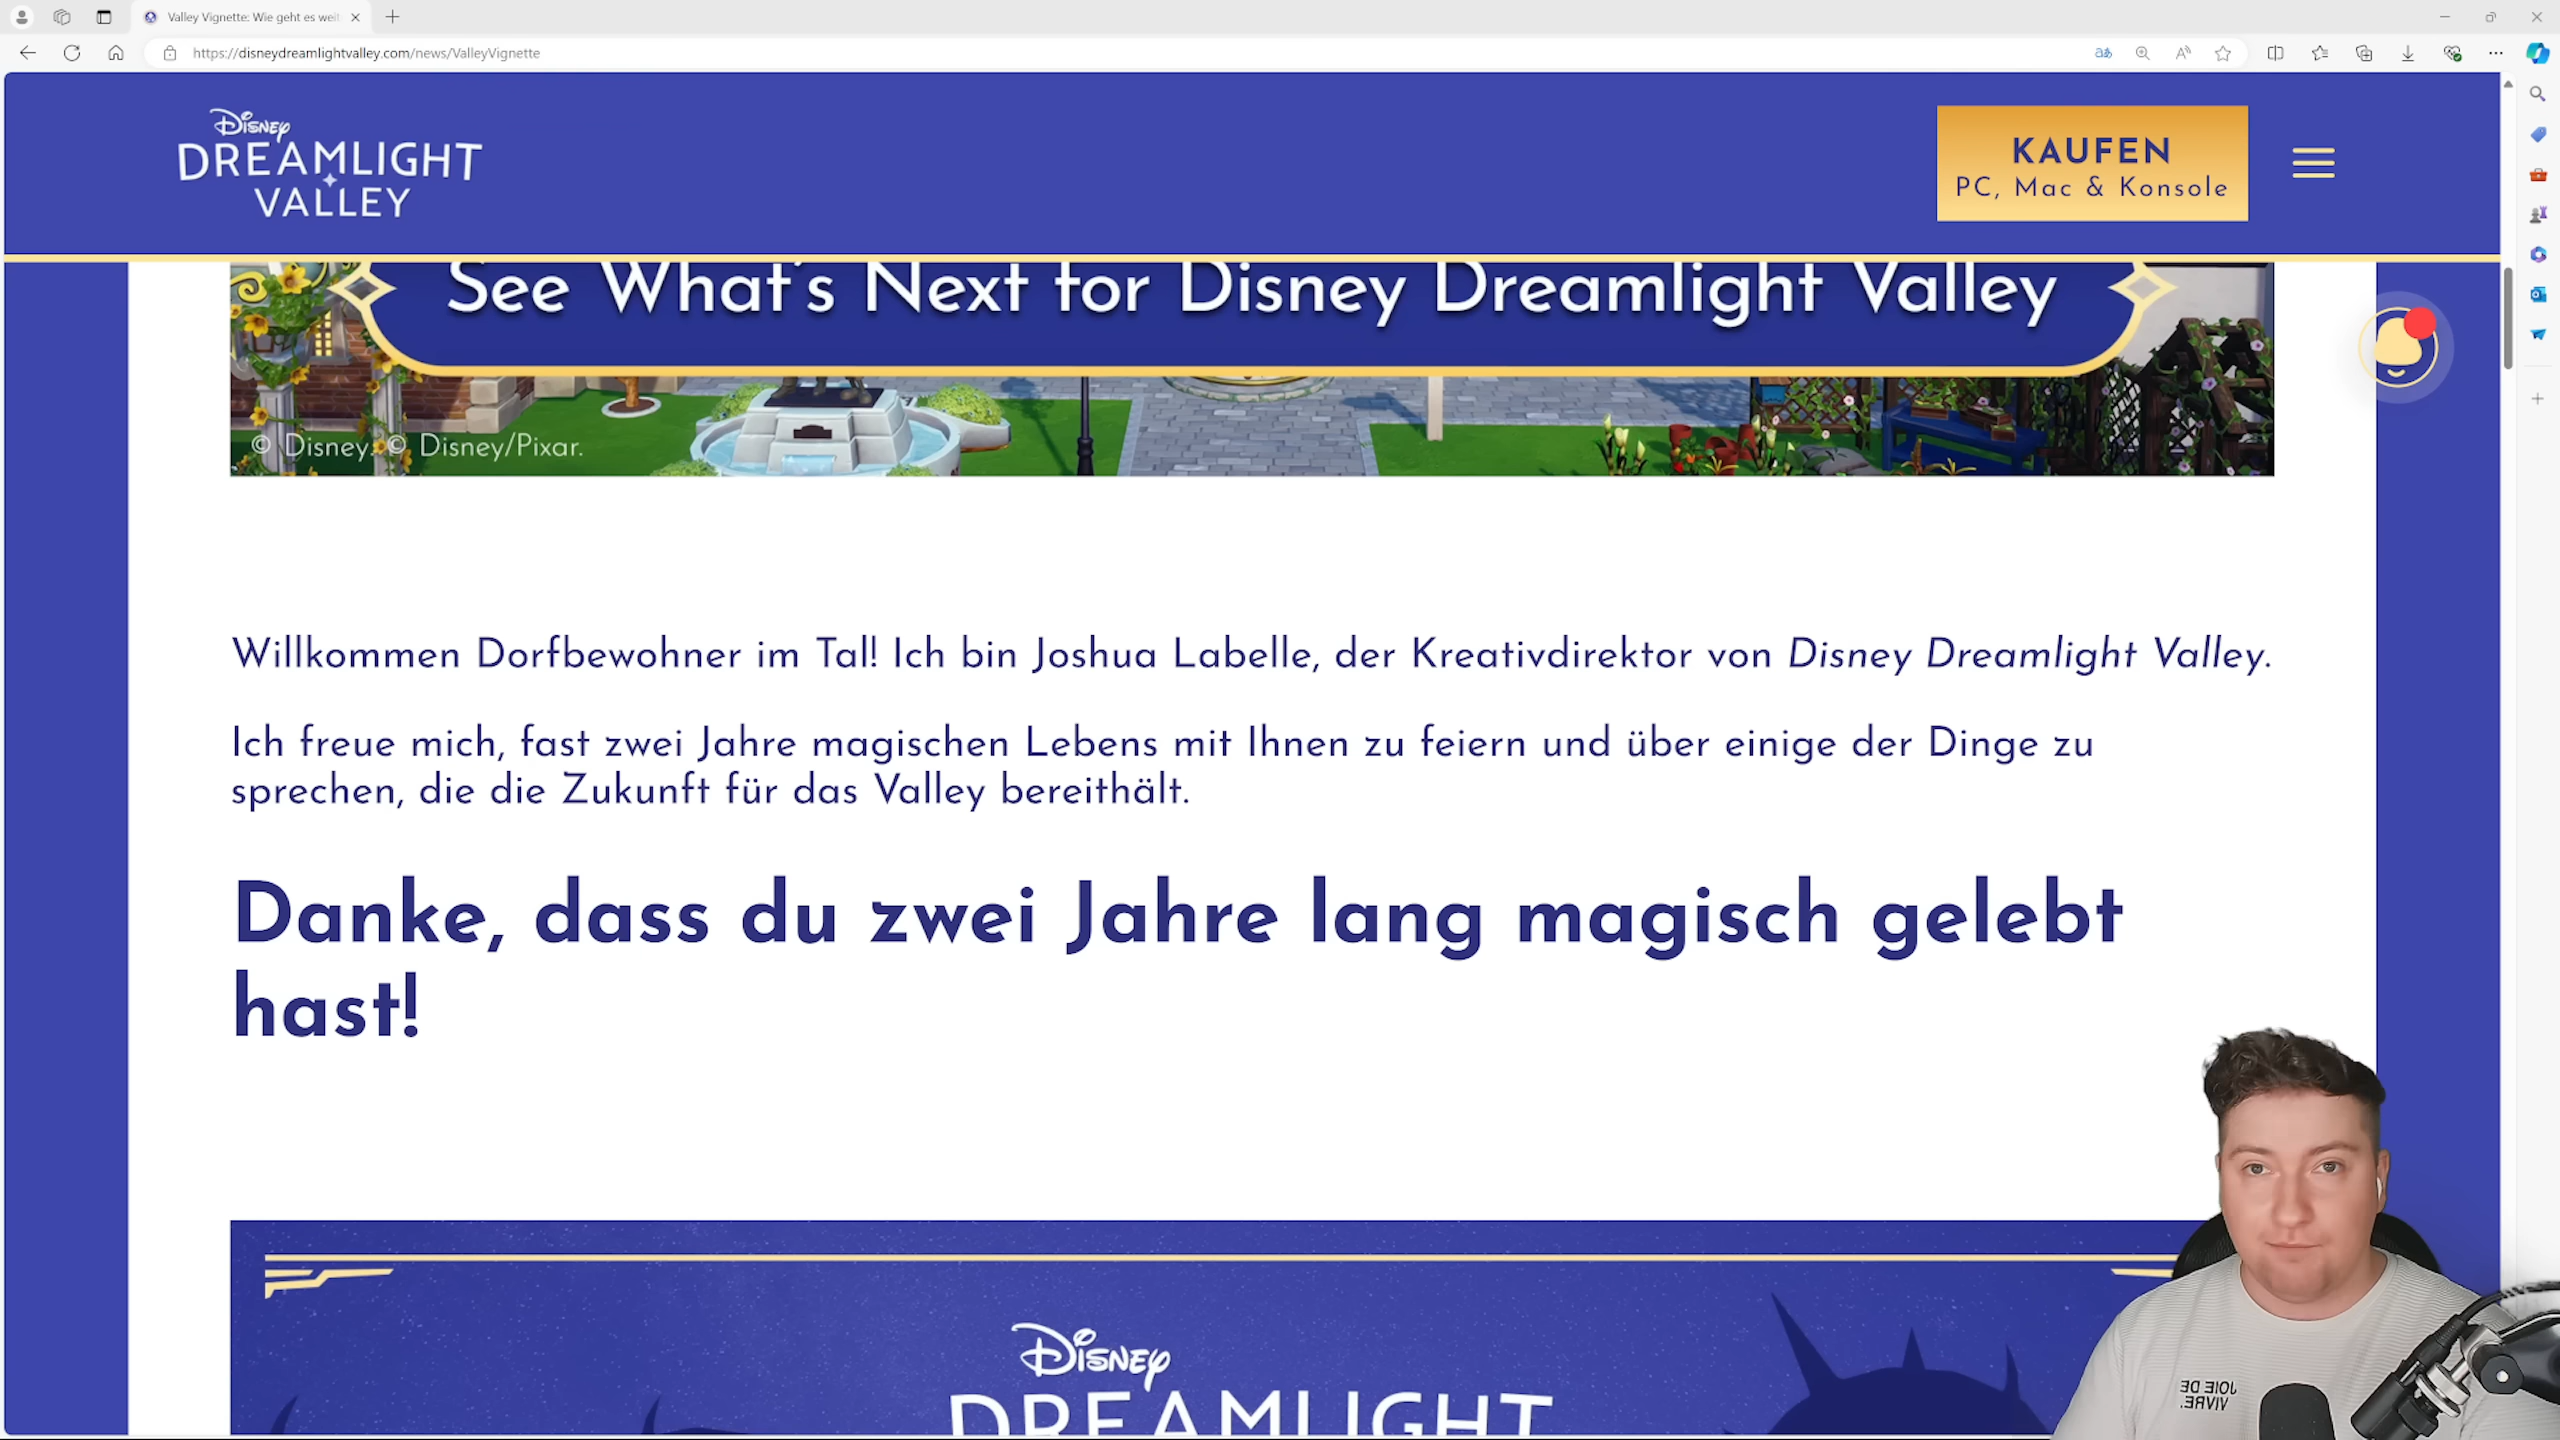 Valley Vignette: Wie geht es weit
https://disneydreamlightvalley.com/news/ValleyVignette
Disney
DREAMLIGHT
VALLEY
KAUFEN
PC, Mac & Konsole
See What's Next for Disney Dreamlight Valley
© Disney. © Disney/Pixar.
Willkommen Dorfbewohner im Tal! Ich bin Joshua Labelle, der Kreativdirektor von Disney Dreamlight Valley.
Ich freue mich, fast zwei Jahre magischen Lebens mit Ihnen zu feiern und über einige der Dinge zu
sprechen, die die Zukunft für das Valley bereithält.
Danke, dass du zwei Jahre lang magisch gelebt
hast!
Disney
DREAMLIGHT
JOIE DE
VIVRE.